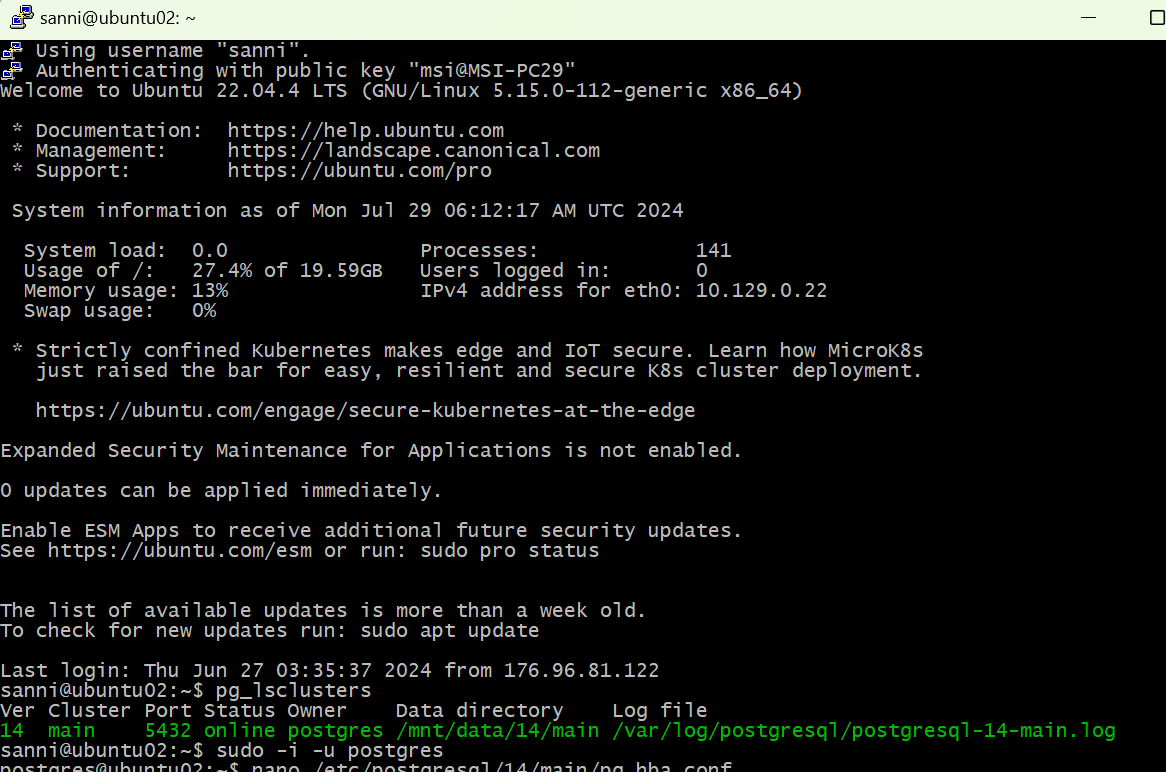 sanni@ubuntu02: ~
Using username "sanni".
Authenticating with public key "msi@MSI-PC29"
Welcome to Ubuntu 22.04.4 LTS (GNU/Linux 5.15.0-112-generic x86_64)
* Documentation:  https://help.ubuntu.com
* Management:     https://landscape.canonical.com
* Support:        https://ubuntu.com/pro
System information as of Mon Jul 29 06:12:17 AM UTC 2024
System load:  0.0                Processes:             141
Usage of /:   27.4% of 19.59GB   Users logged in:       0
Memory usage: 13%                IPv4 address for eth0: 10.129.0.22
Swap usage:   0%
* Strictly confined Kubernetes makes edge and IoT secure. Learn how MicroK8s
just raised the bar for easy, resilient and secure K8s cluster deployment.
https://ubuntu.com/engage/secure-kubernetes-at-the-edge
Expanded Security Maintenance for Applications is not enabled.
0 updates can be applied immediately.
Enable ESM Apps to receive additional future security updates.
See https://ubuntu.com/esm or run: sudo pro status
The list of available updates is more than a week old.
To check for new updates run: sudo apt update
Last login: Thu Jun 27 03:35:37 2024 from 176.96.81.122
sanni@ubuntu02:~$ pg_lsclusters
Ver Cluster Port Status Owner    Data directory    Log file
14  main    5432 online postgres /mnt/data/14/main /var/log/postgresql/postgresql-14-main.log
sanni@ubuntu02:~$ sudo -i -u postgres
postgres@ubuntu02:~$ nano /etc/postgresql/14/main/pg_hba.conf